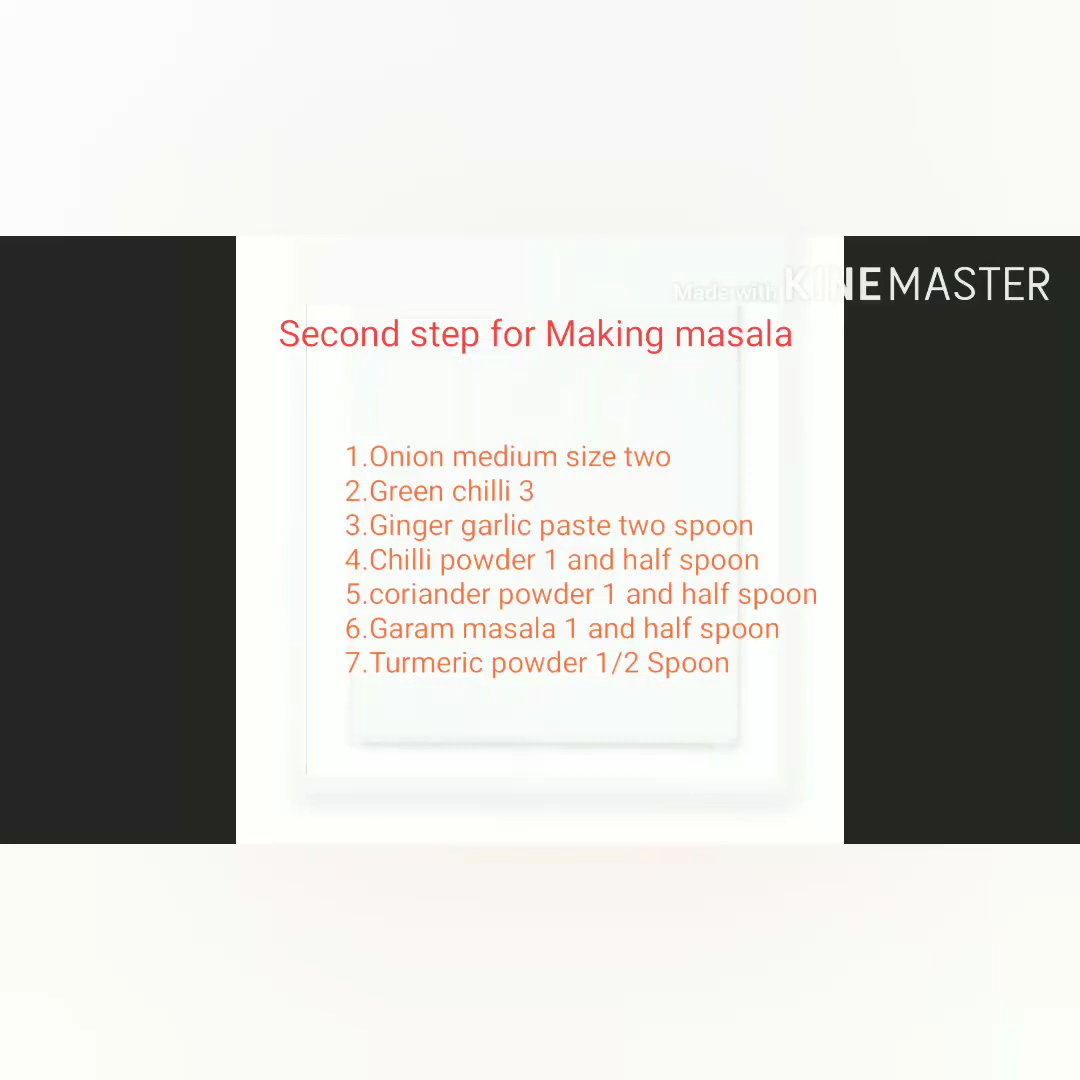 Made with KINEMASTER
Second step for Making masala
1.Onion medium size two
2.Green chilli 3
3.Ginger garlic paste two spoon
4.Chilli powder 1 and half spoon
5.coriander powder 1 and half spoon
6.Garam masala 1 and half spoon
7.Turmeric powder 1/2 Spoon